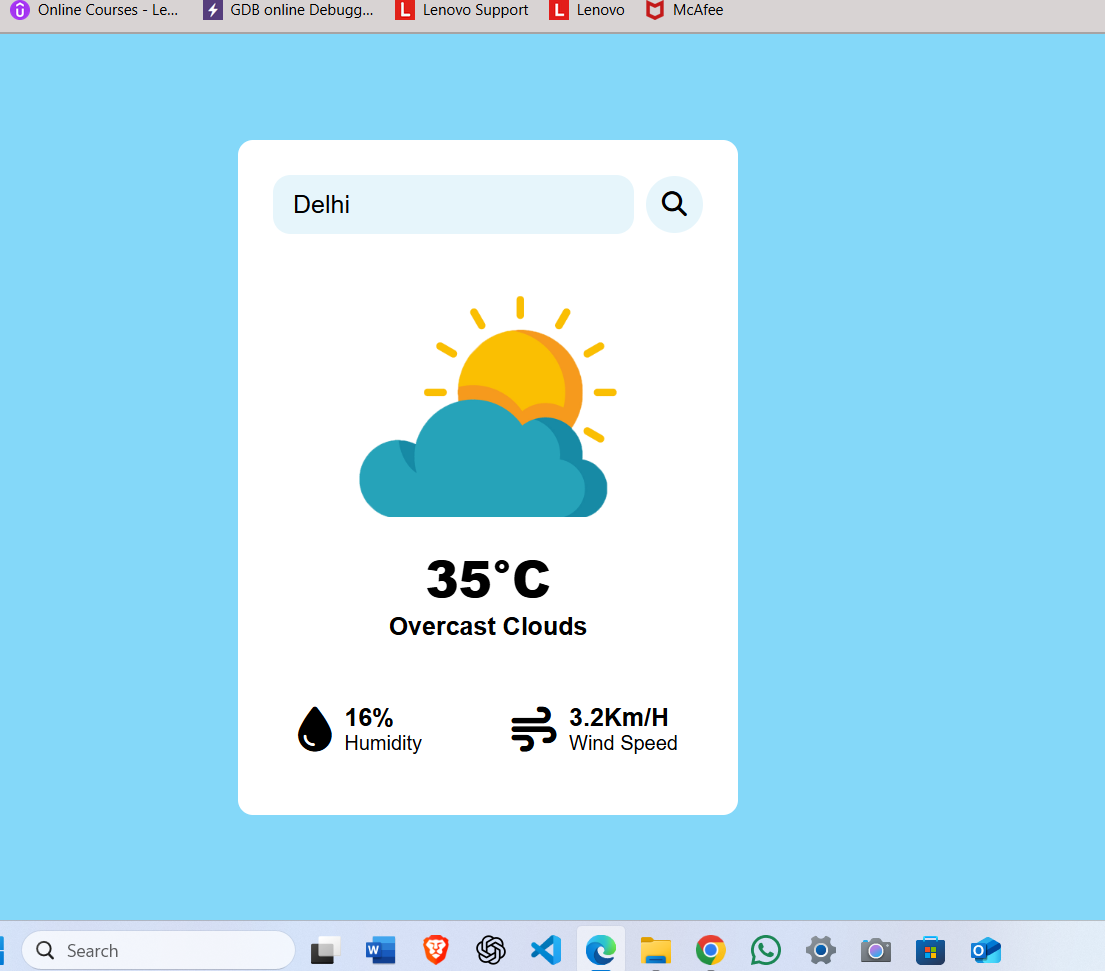 Online Courses - Le...
GDB online Debugg...
Lenovo Support
Lenovo
McAfee
Delhi
35°C
Overcast Clouds
16%
Humidity
3.2Km/H
Wind Speed
Search